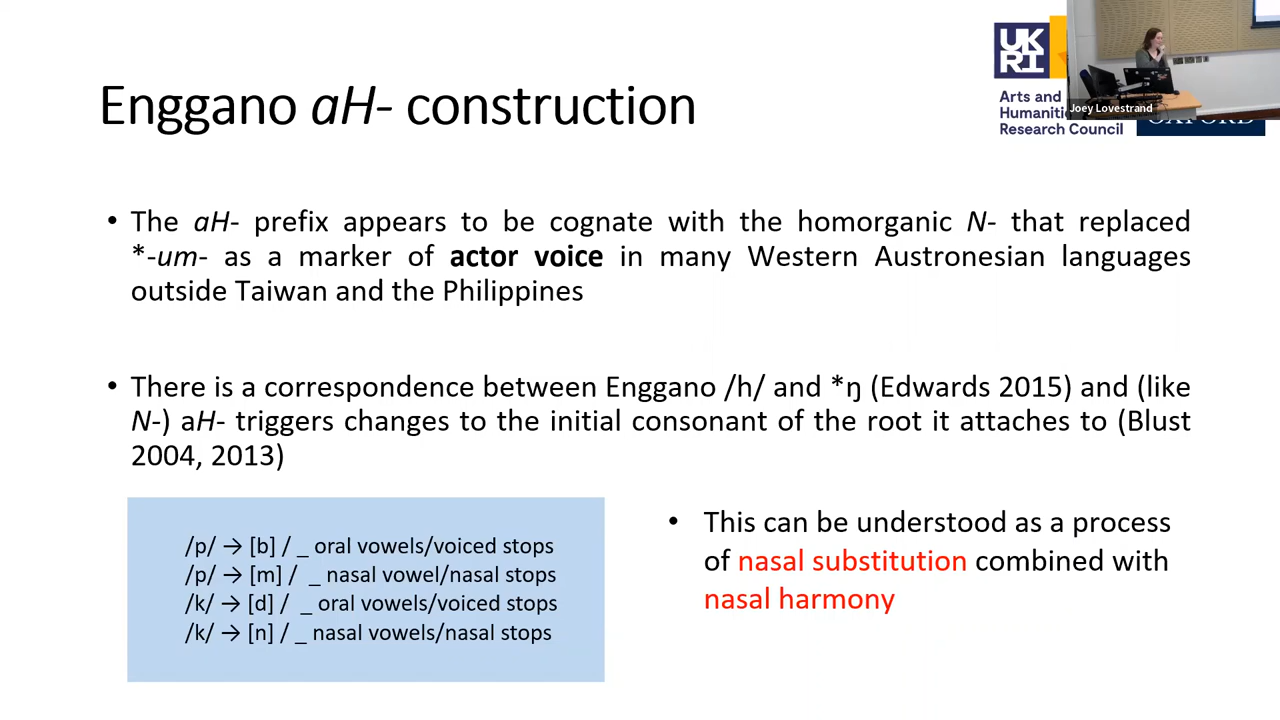 UK
RI
Arts and
Humanities
Research Council
Joey Lovestrand
OXFORD
Enggano aH- construction
• The aH- prefix appears to be cognate with the homorganic N- that replaced
*-um- as a marker of actor voice in many Western Austronesian languages
outside Taiwan and the Philippines
• There is a correspondence between Enggano /h/ and *ŋ (Edwards 2015) and (like
N-) aH- triggers changes to the initial consonant of the root it attaches to (Blust
2004, 2013)
/p/ → [b] / _ oral vowels/voiced stops
/p/ → [m] / _ nasal vowel/nasal stops
/k/ → [d] / _ oral vowels/voiced stops
/k/ → [n] / _ nasal vowels/nasal stops
• This can be understood as a process
of nasal substitution combined with
nasal harmony